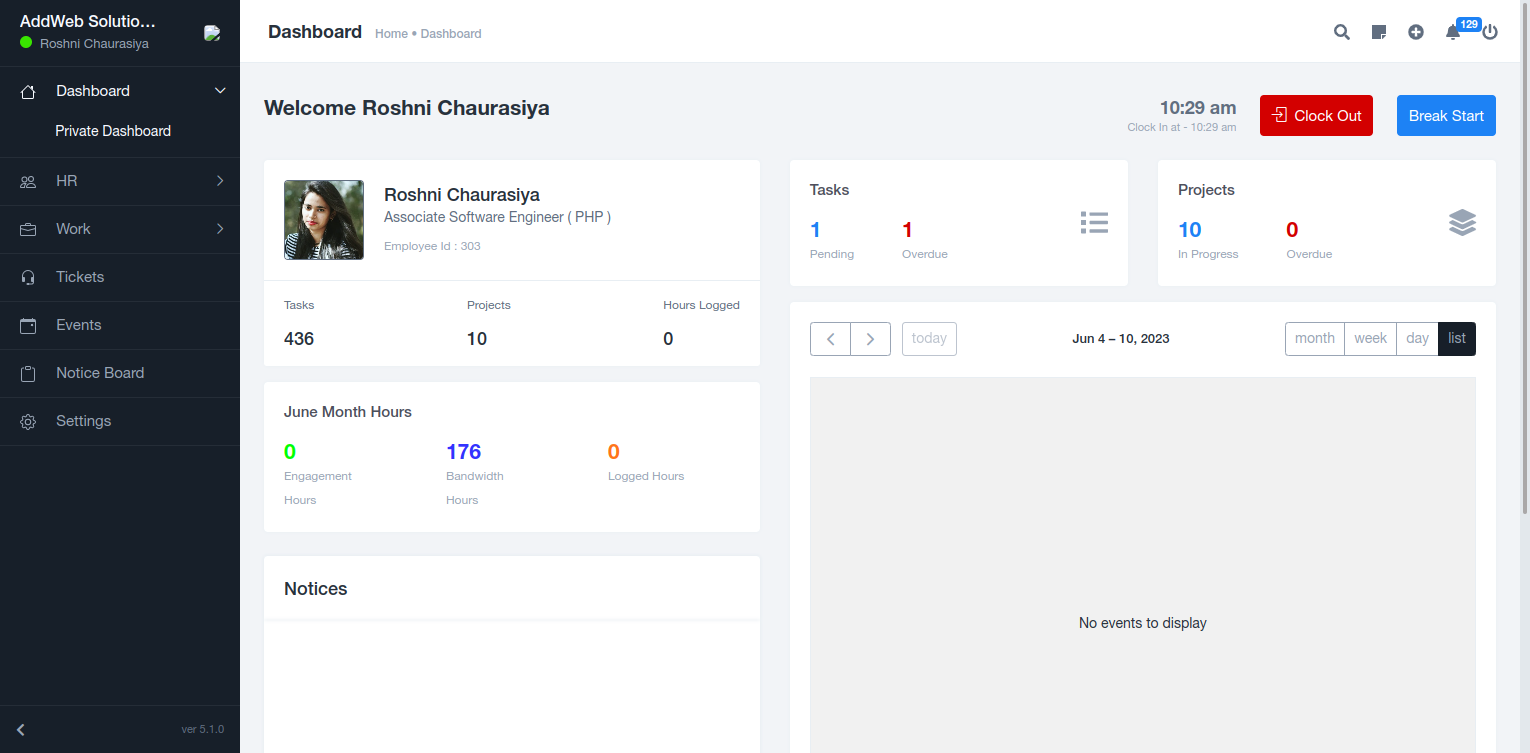 AddWeb Solutio...
Roshni Chaurasiya
Dashboard
Private Dashboard
HR
Work
Tickets
Events
Notice Board
Settings
ver 5.1.0
Dashboard Home • Dashboard
129
Welcome Roshni Chaurasiya
10:29 am
Clock In at - 10:29 am
Clock Out
Break Start
Roshni Chaurasiya
Associate Software Engineer ( PHP )
Employee Id : 303
Tasks Projects Hours Logged
436 10 0
June Month Hours
0 176 0
Engagement Hours
Bandwidth Hours
Logged Hours
Notices
Tasks
1 1
Pending Overdue
Projects
10 0
In Progress Overdue
today Jun 4 – 10, 2023 month week day list
No events to display